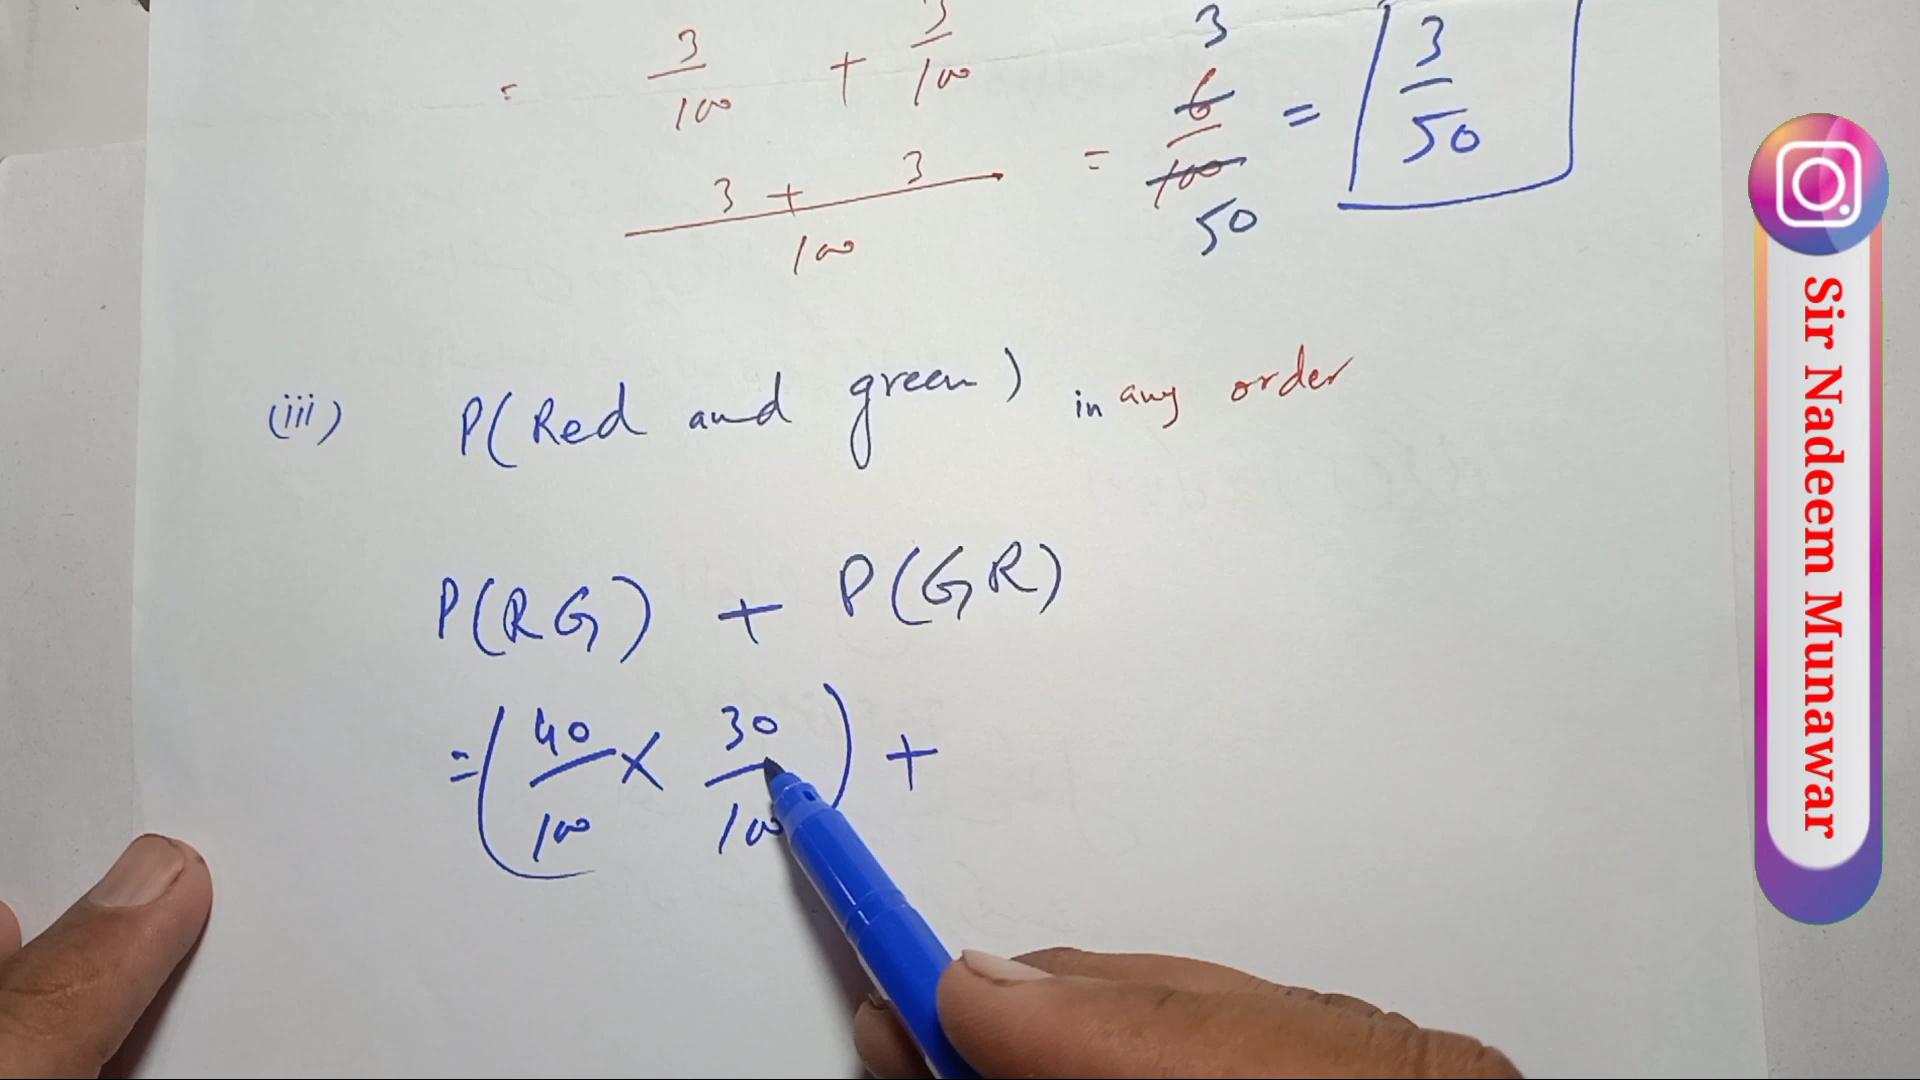 = 3/100 + 3/100
3 + 3 / 100 = 3 6/100 50 = 3/50
(iii) P(Red and green) in any order
P(RG) + P(GR)
= (40/100 × 30/100) +
Sir Nadeem Munawar